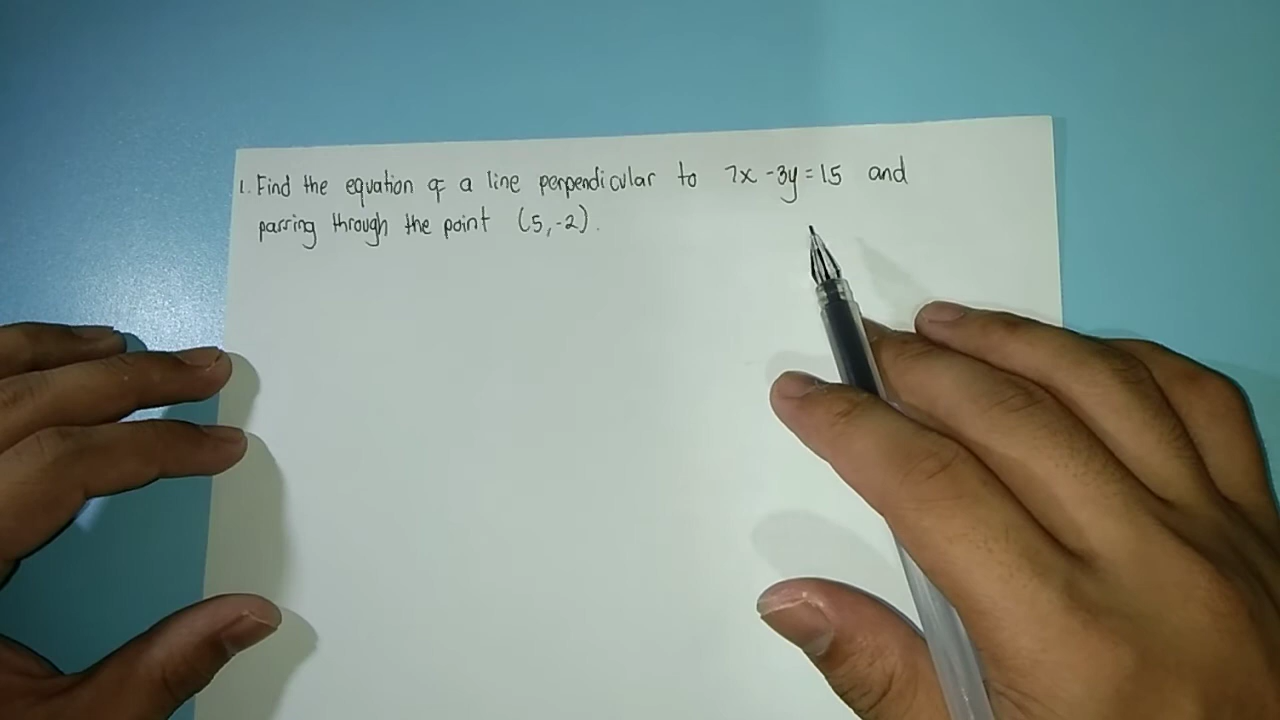 1. Find the equation of a line perpendicular to 7x - 3y = 15 and
passing through the point (5, -2).